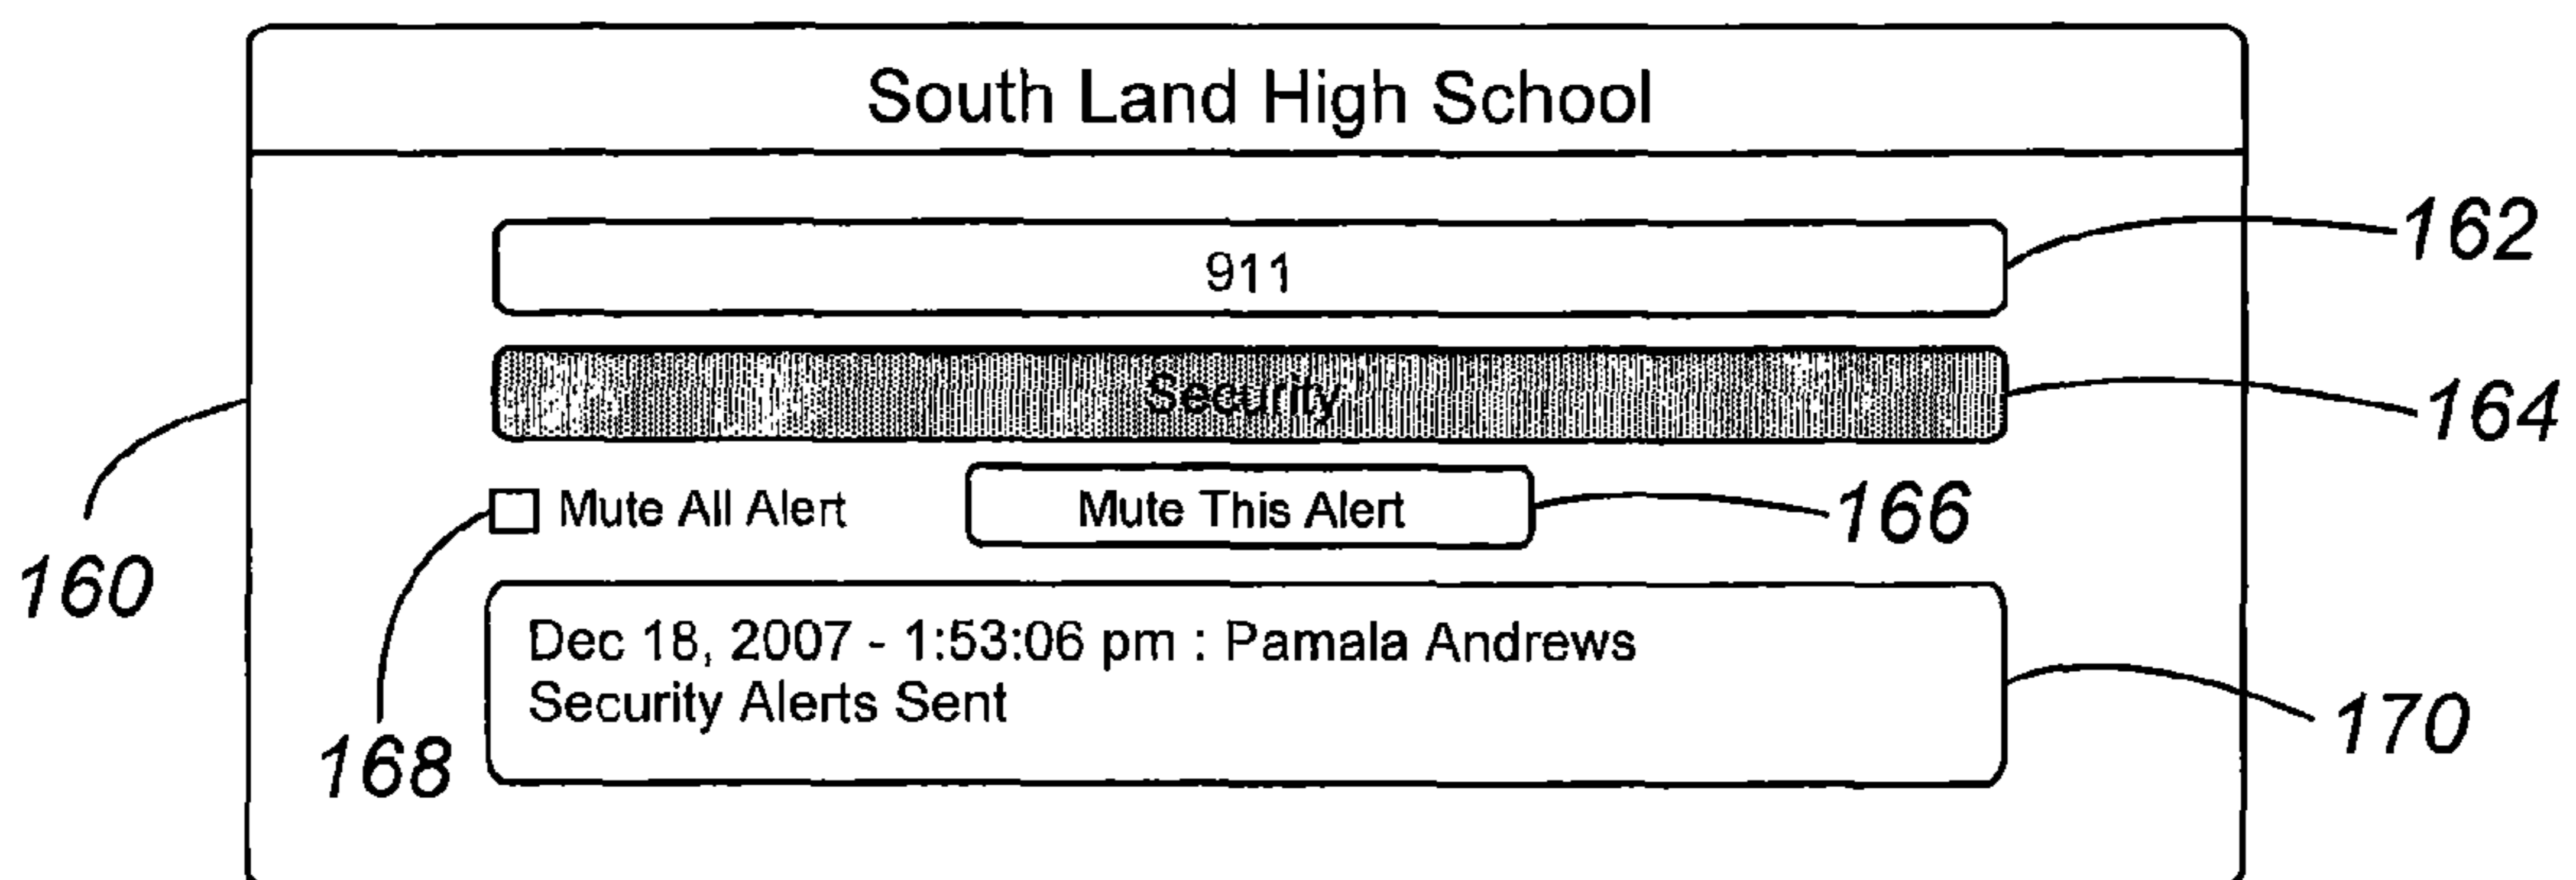 South Land High School
911
162
Security
164
Mute All Alert
Mute This Alert
166
160
Dec 18, 2007 - 1:53:06 pm : Pamala Andrews
Security Alerts Sent
170
168